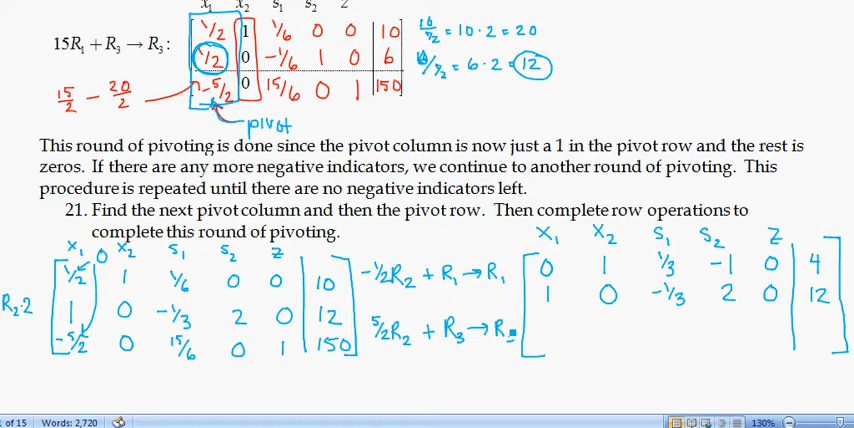 x₁ x₂ s₁ s₂ z
1/2 1 1/6 0 0 10
15R₁ + R₃ → R₃: 1/2 0 -1/6 1 0 6
-5/2 0 15/6 0 1 150
10/½ = 10 · 2 = 20
6/½ = 6 · 2 = 12
15/2 - 20/2
pivot
This round of pivoting is done since the pivot column is now just a 1 in the pivot row and the rest is
zeros. If there are any more negative indicators, we continue to another round of pivoting. This
procedure is repeated until there are no negative indicators left.
21. Find the next pivot column and then the pivot row. Then complete row operations to
complete this round of pivoting.
x₁ 0 x₂ s₁ s₂ z
1/2 1 1/6 0 0 10
R₂·2 1 0 -1/3 2 0 12
-5/2 0 15/6 0 1 150
-1/2R₂ + R₁ → R₁
5/2R₂ + R₃ → R
x₁ x₂ s₁ s₂ z
0 1 1/3 -1 0 4
1 0 -1/3 2 0 12
of 15 Words: 2,720 130%